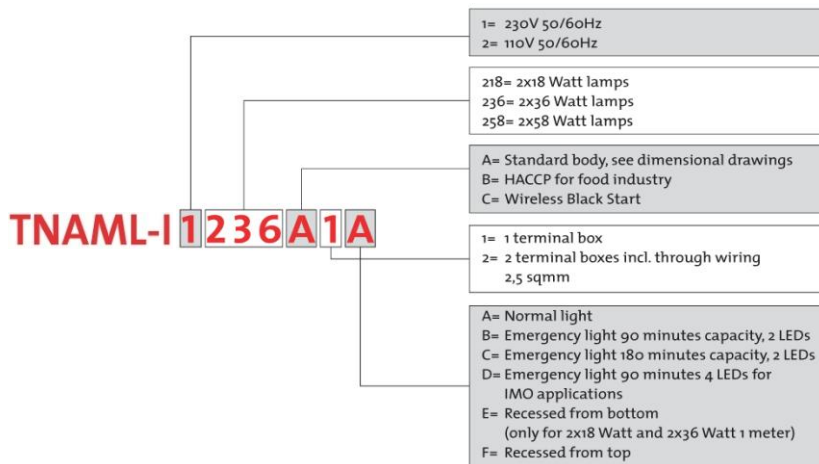 1= 230V 50/60Hz
2= 110V 50/60Hz
218= 2x18 Watt lamps
236= 2x36 Watt lamps
258= 2x58 Watt lamps
A= Standard body, see dimensional drawings
B= HACCP for food industry
C= Wireless Black Start
TNAML-I 1 236 A 1 A
1= 1 terminal box
2= 2 terminal boxes incl. through wiring
2,5 sqmm
A= Normal light
B= Emergency light 90 minutes capacity, 2 LEDs
C= Emergency light 180 minutes capacity, 2 LEDs
D= Emergency light 90 minutes 4 LEDs for
IMO applications
E= Recessed from bottom
(only for 2x18 Watt and 2x36 Watt 1 meter)
F= Recessed from top